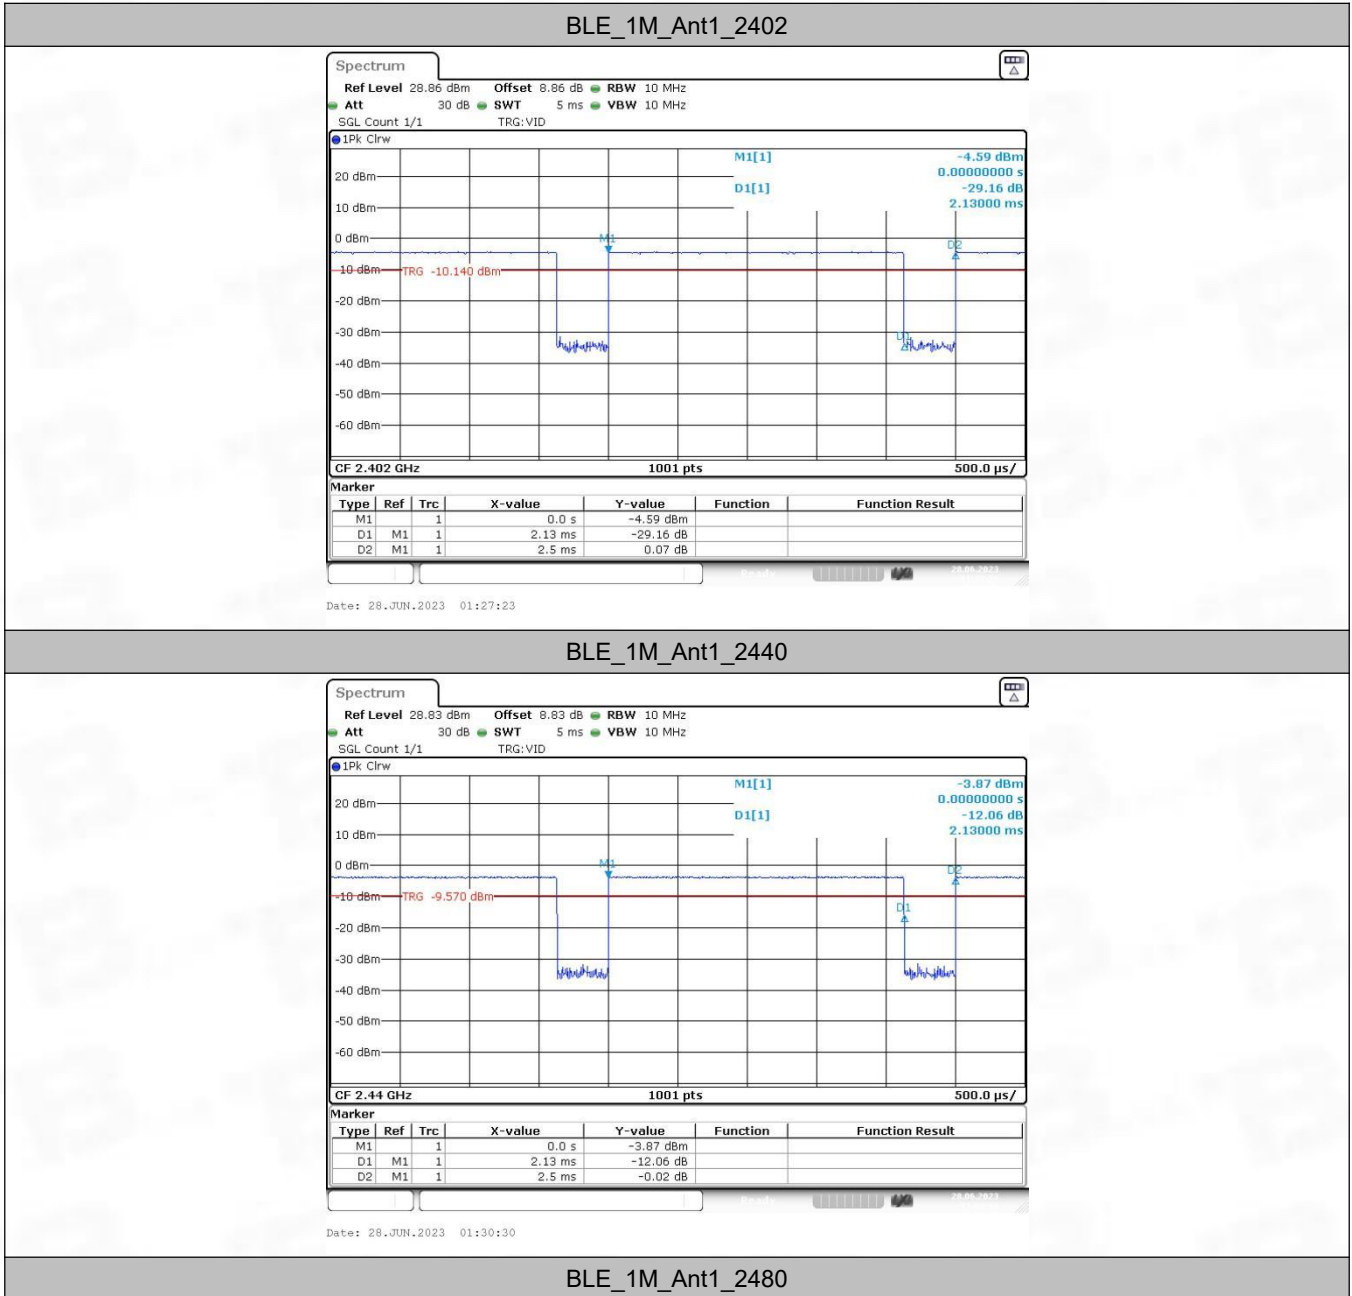 BLE_1M_Ant1_2402
Spectrum
Ref Level 28.86 dBm Offset 8.86 dB RBW 10 MHz
Att 30 dB SWT 5 ms VBW 10 MHz
SGL Count 1/1 TRG:VID
1Pk Clrw
M1[1] -4.59 dBm
0.00000000 s
D1[1] -29.16 dB
2.13000 ms
20 dBm
10 dBm
0 dBm
M1
D2
-10 dBm
TRG -10.140 dBm
-20 dBm
-30 dBm
D1
-40 dBm
-50 dBm
-60 dBm
CF 2.402 GHz 1001 pts 500.0 µs/
Marker
Type Ref Trc X-value Y-value Function Function Result
M1 1 0.0 s -4.59 dBm
D1 M1 1 2.13 ms -29.16 dB
D2 M1 1 2.5 ms 0.07 dB
Ready 28.06.2023
Date: 28.JUN.2023 01:27:23
BLE_1M_Ant1_2440
Spectrum
Ref Level 28.83 dBm Offset 8.83 dB RBW 10 MHz
Att 30 dB SWT 5 ms VBW 10 MHz
SGL Count 1/1 TRG:VID
1Pk Clrw
M1[1] -3.87 dBm
0.00000000 s
D1[1] -12.06 dB
2.13000 ms
20 dBm
10 dBm
0 dBm
M1
D2
-10 dBm
TRG -9.570 dBm
D1
-20 dBm
-30 dBm
-40 dBm
-50 dBm
-60 dBm
CF 2.44 GHz 1001 pts 500.0 µs/
Marker
Type Ref Trc X-value Y-value Function Function Result
M1 1 0.0 s -3.87 dBm
D1 M1 1 2.13 ms -12.06 dB
D2 M1 1 2.5 ms -0.02 dB
Ready 28.06.2023
Date: 28.JUN.2023 01:30:30
BLE_1M_Ant1_2480